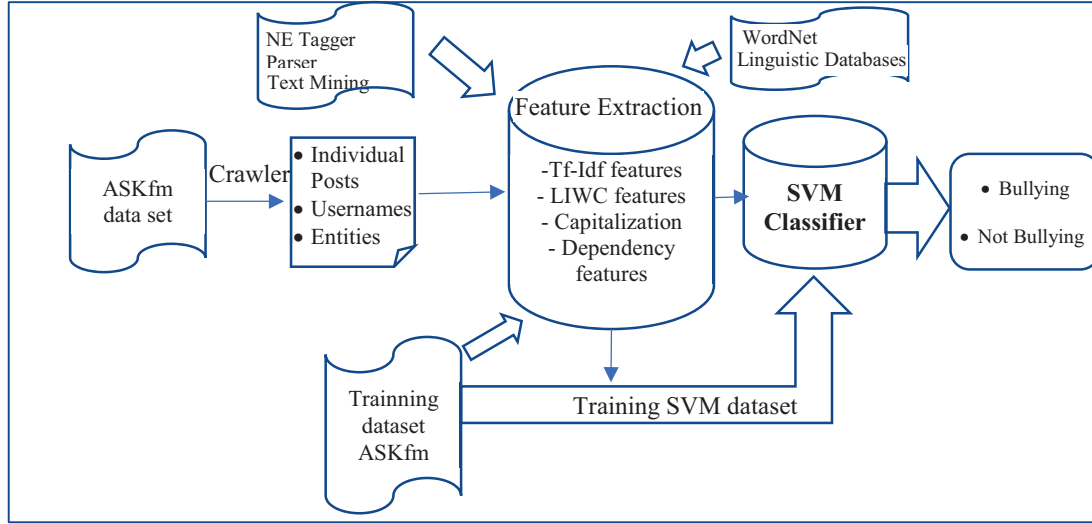 NE Tagger
Parser
Text Mining
WordNet
Linguistic Databases
ASKfm
data set
Crawler
• Individual
Posts
• Usernames
• Entities
Feature Extraction
-Tf-Idf features
- LIWC features
- Capitalization
- Dependency
features
SVM
Classifier
• Bullying
• Not Bullying
Trainning
dataset
ASKfm
Training SVM dataset